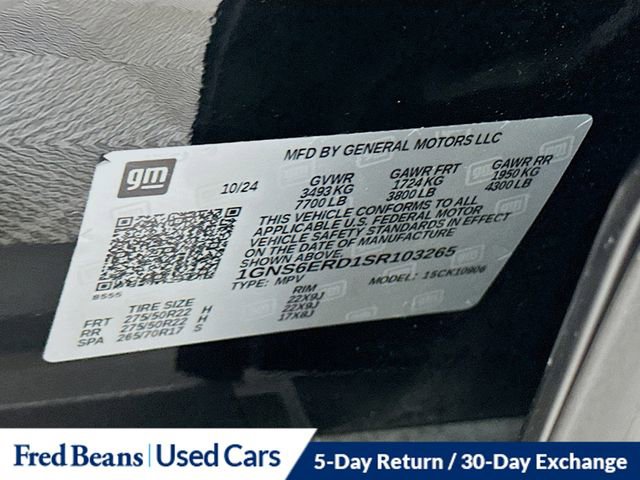 gm
MFD BY GENERAL MOTORS LLC
10/24 GVWR GAWR FRT GAWR RR
3493 KG 1724 KG 1950 KG
7700 LB 3800 LB 4300 LB
THIS VEHICLE CONFORMS TO ALL
APPLICABLE U.S. FEDERAL MOTOR
VEHICLE SAFETY STANDARDS IN EFFECT
ON THE DATE OF MANUFACTURE
SHOWN ABOVE.
1GNS6ERD1SR103265
TYPE: MPV MODEL: 15CK10906
8555
TIRE SIZE RIM
FRT 275/50R22 H 22X9J
RR 275/50R22 H 22X9J
SPA 265/70R17 S 17X8J
Fred Beans | Used Cars
5-Day Return / 30-Day Exchange